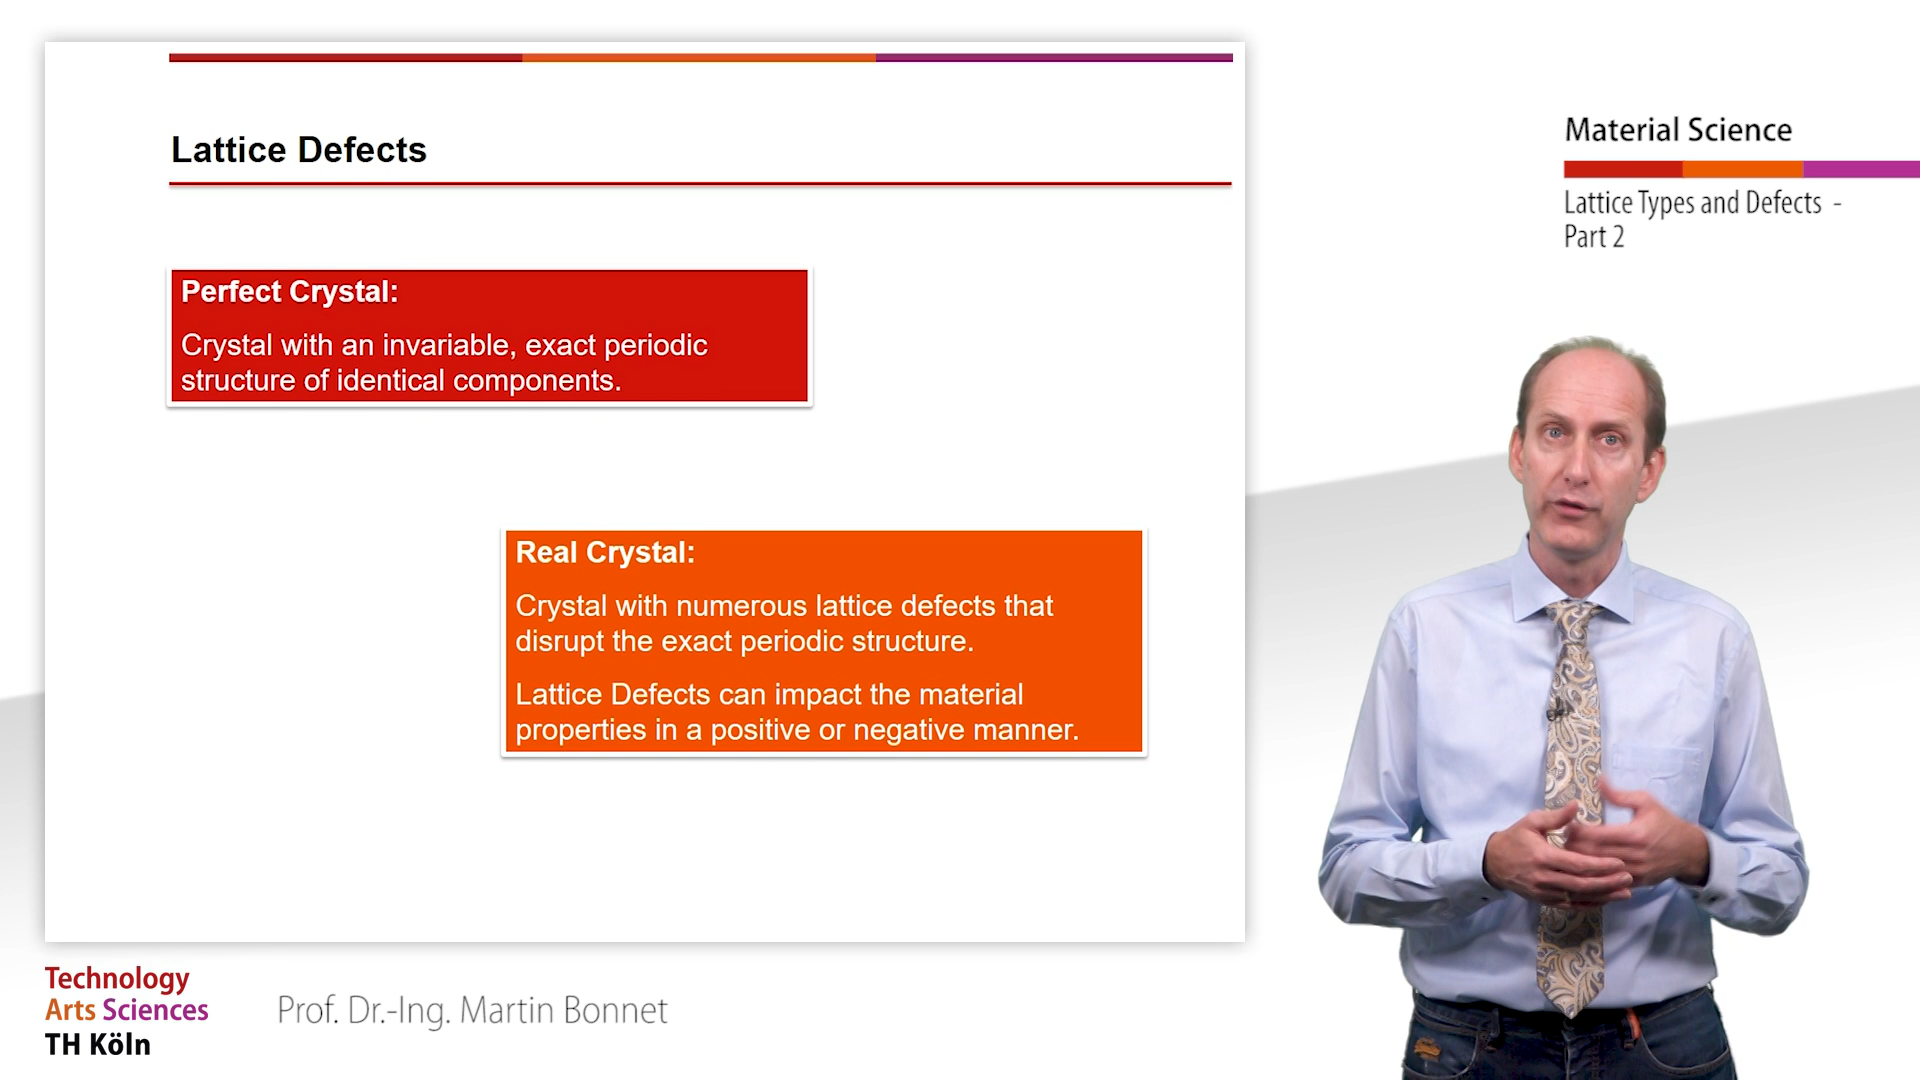 Lattice Defects
Perfect Crystal:
Crystal with an invariable, exact periodic
structure of identical components.
Real Crystal:
Crystal with numerous lattice defects that
disrupt the exact periodic structure.
Lattice Defects can impact the material
properties in a positive or negative manner.
Material Science
Lattice Types and Defects -
Part 2
Technology
Arts Sciences
TH Köln
Prof. Dr.-Ing. Martin Bonnet